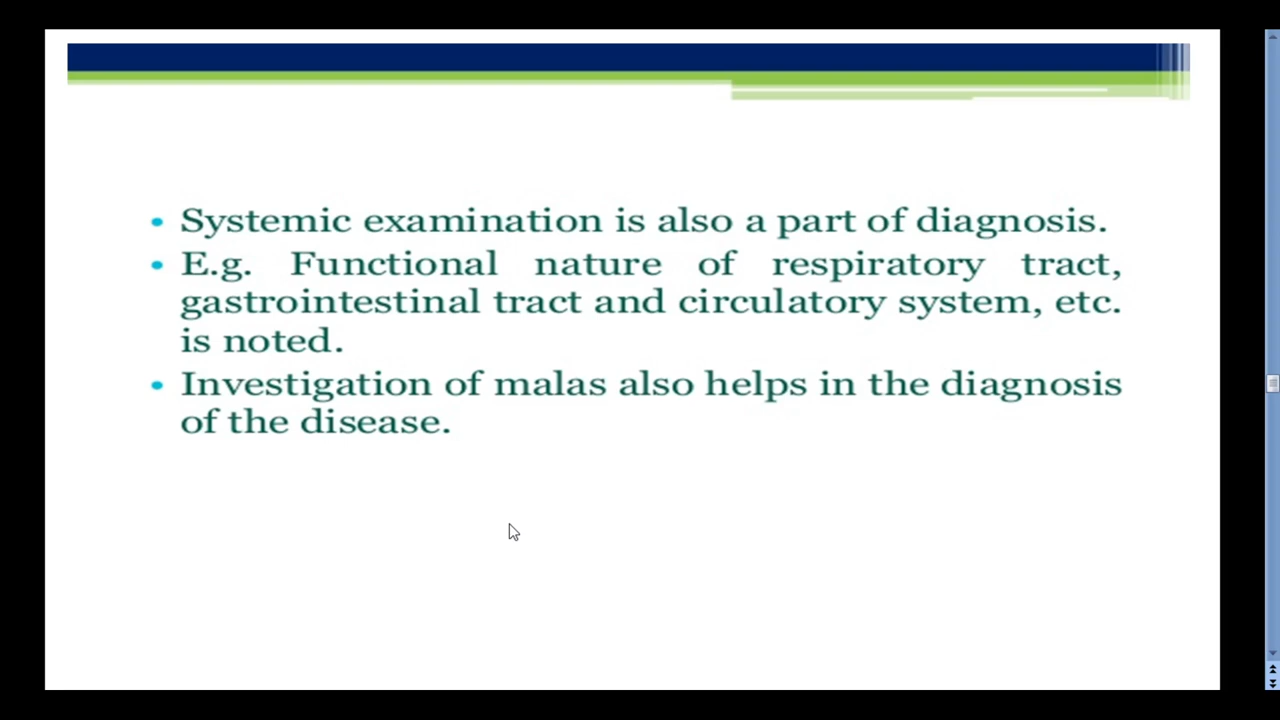 • Systemic examination is also a part of diagnosis.
• E.g. Functional nature of respiratory tract,
gastrointestinal tract and circulatory system, etc.
is noted.
• Investigation of malas also helps in the diagnosis
of the disease.